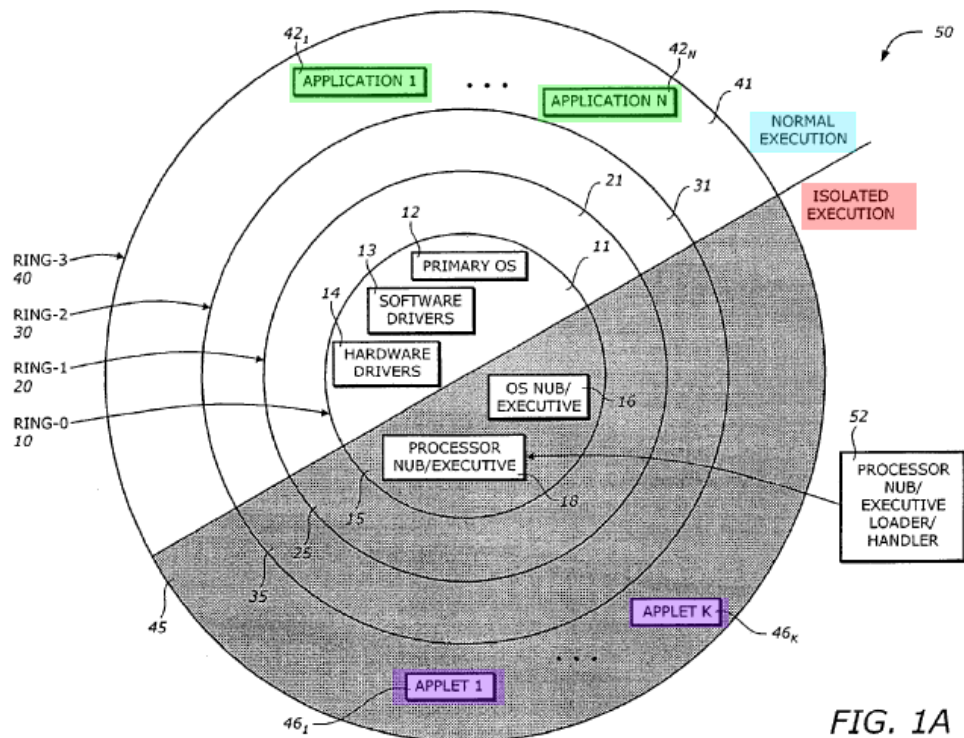 50
42₁
42_N
APPLICATION 1
...
APPLICATION N
41
NORMAL
EXECUTION
ISOLATED
EXECUTION
21
31
12
11
13
PRIMARY OS
14
SOFTWARE
DRIVERS
HARDWARE
DRIVERS
RING-3
40
RING-2
30
RING-1
20
RING-0
10
OS NUB/
EXECUTIVE
16
52
PROCESSOR
NUB/EXECUTIVE
18
PROCESSOR
NUB/
EXECUTIVE
LOADER/
HANDLER
15
25
35
45
APPLET K
46_K
...
APPLET 1
46₁
FIG. 1A